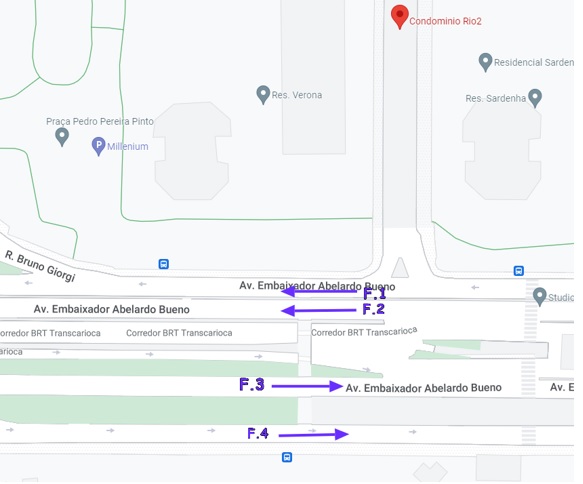 Condominio Rio2
Residencial Sarden
Res. Verona
Res. Sardenha
Praça Pedro Pereira Pinto
P Millenium
R. Bruno Giorgi
Av. Embaixador Abelardo Bueno
F.1
Studio
Av. Embaixador Abelardo Bueno
F.2
orredor BRT Transcarioca
Corredor BRT Transcarioca
Corredor BRT Transcarioca
arioca
F.3
Av. Embaixador Abelardo Bueno
Av. E
F.4